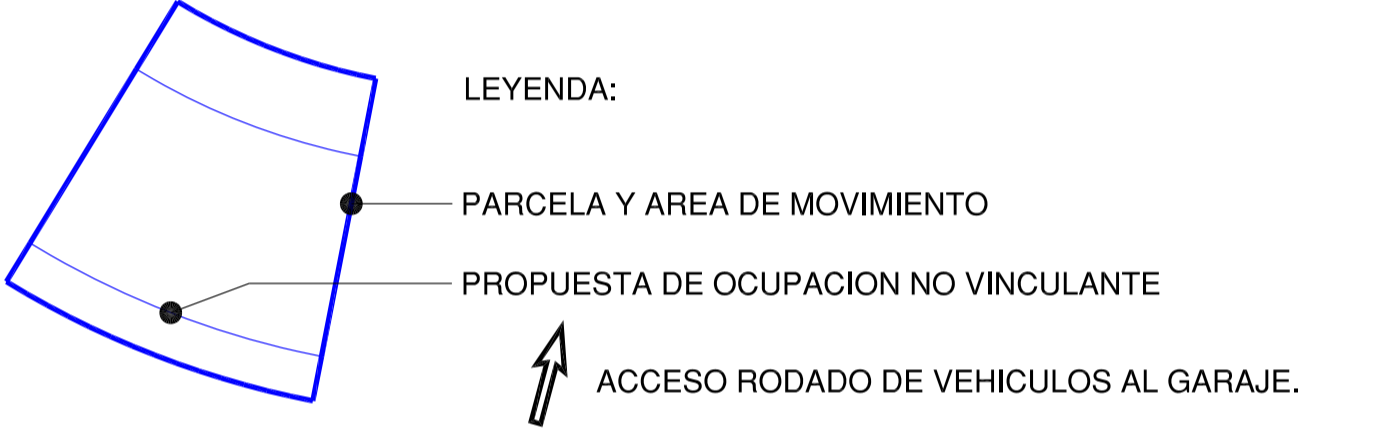 LEYENDA:
PARCELA Y AREA DE MOVIMIENTO
PROPUESTA DE OCUPACION NO VINCULANTE
ACCESO RODADO DE VEHICULOS AL GARAJE.